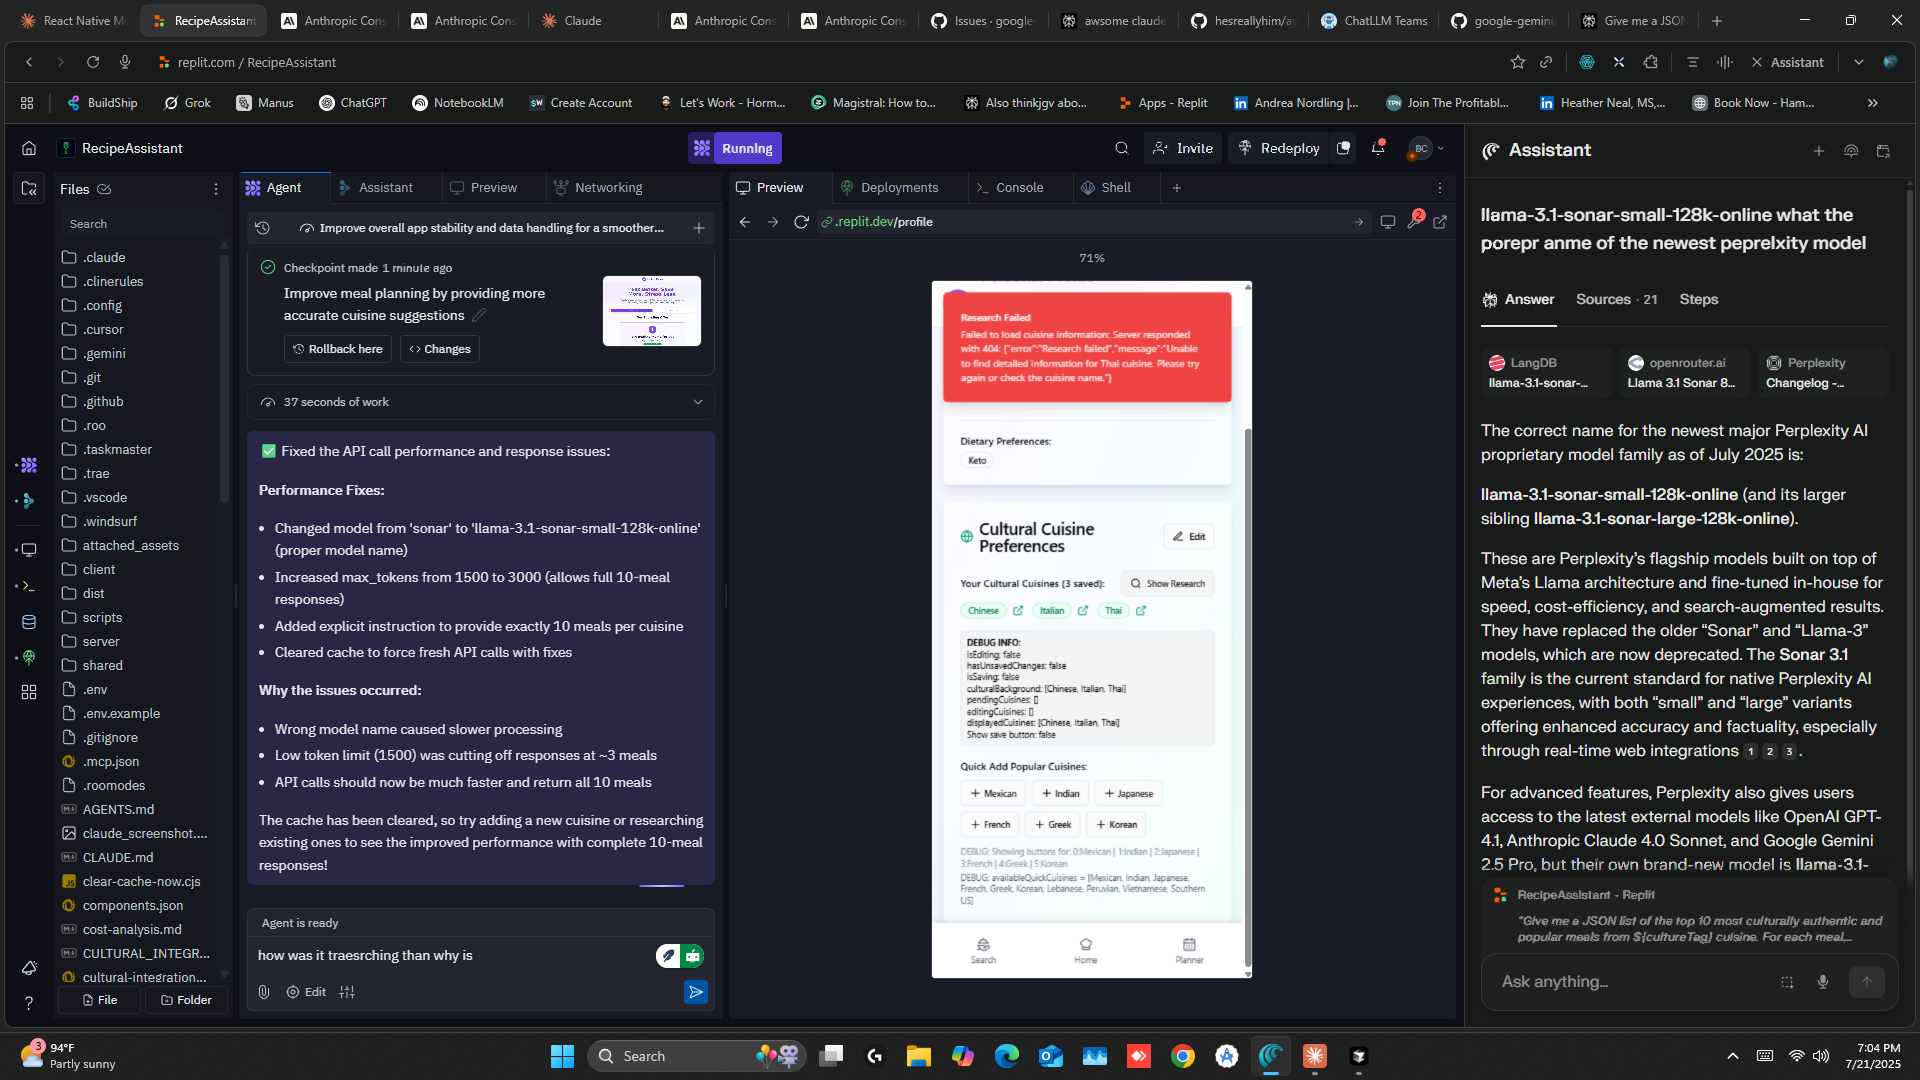 React Native M
RecipeAssistant
Anthropic Cons
Anthropic Cons
Claude
Anthropic Cons
Anthropic Cons
Issues · google-
awsome claude
hesreallyhim/aw
ChatLLM Teams
google-gemini/
Give me a JSON
replit.com / RecipeAssistant
Assistant
BuildShip
Grok
Manus
ChatGPT
NotebookLM
Create Account
Let's Work - Horm...
Magistral: How to...
Also thinkjgv abo...
Apps - Replit
Andrea Nordling |...
Join The Profitabl...
Heather Neal, MS,...
Book Now - Ham...
RecipeAssistant
Running
Invite
Redeploy
BC
Files
Search
.claude
.clinerules
.config
.cursor
.gemini
.git
.github
.roo
.taskmaster
.trae
.vscode
.windsurf
attached_assets
client
dist
scripts
server
shared
.env
.env.example
.gitignore
.mcp.json
.roomodes
AGENTS.md
claude_screenshot....
CLAUDE.md
clear-cache-now.cjs
components.json
cost-analysis.md
CULTURAL_INTEGR...
cultural-integration...
File
Folder
Agent
Assistant
Preview
Networking
Improve overall app stability and data handling for a smoother...
Checkpoint made 1 minute ago
Improve meal planning by providing more
accurate cuisine suggestions
Rollback here
Changes
37 seconds of work
✅ Fixed the API call performance and response issues:
Performance Fixes:
• Changed model from 'sonar' to 'llama-3.1-sonar-small-128k-online'
(proper model name)
• Increased max_tokens from 1500 to 3000 (allows full 10-meal
responses)
• Added explicit instruction to provide exactly 10 meals per cuisine
• Cleared cache to force fresh API calls with fixes
Why the issues occurred:
• Wrong model name caused slower processing
• Low token limit (1500) was cutting off responses at ~3 meals
• API calls should now be much faster and return all 10 meals
The cache has been cleared, so try adding a new cuisine or researching
existing ones to see the improved performance with complete 10-meal
responses!
Agent is ready
how was it traesrching than why is
Edit
Preview
Deployments
Console
Shell
.replit.dev/profile
2
71%
Research Failed
Failed to load cuisine information: Server responded
with 404: {"error":"Research failed","message":"Unable
to find detailed information for Thai cuisine. Please try
again or check the cuisine name."}
Dietary Preferences:
Keto
Cultural Cuisine
Preferences
Edit
Your Cultural Cuisines (3 saved):
Show Research
Chinese
Italian
Thai
DEBUG INFO:
isEditing: false
hasUnsavedChanges: false
isSaving: false
culturalBackground: [Chinese, Italian, Thai]
pendingCuisines: []
editingCuisines: []
displayedCuisines: [Chinese, Italian, Thai]
Show save button: false
Quick Add Popular Cuisines:
+ Mexican
+ Indian
+ Japanese
+ French
+ Greek
+ Korean
DEBUG: Showing buttons for: 0:Mexican | 1:Indian | 2:Japanese |
3:French | 4:Greek | 5:Korean
DEBUG: availableQuickCuisines = [Mexican, Indian, Japanese,
French, Greek, Korean, Lebanese, Peruvian, Vietnamese, Southern
US]
Search
Home
Planner
Assistant
llama-3.1-sonar-small-128k-online what the
porepr anme of the newest peprelxity model
Answer
Sources · 21
Steps
LangDB
llama-3.1-sonar-...
openrouter.ai
Llama 3.1 Sonar 8...
Perplexity
Changelog -...
The correct name for the newest major Perplexity AI
proprietary model family as of July 2025 is:
llama-3.1-sonar-small-128k-online (and its larger
sibling llama-3.1-sonar-large-128k-online).
These are Perplexity's flagship models built on top of
Meta's Llama architecture and fine-tuned in-house for
speed, cost-efficiency, and search-augmented results.
They have replaced the older “Sonar” and “Llama-3”
models, which are now deprecated. The Sonar 3.1
family is the current standard for native Perplexity AI
experiences, with both “small” and “large” variants
offering enhanced accuracy and factuality, especially
through real-time web integrations 1 2 3 .
For advanced features, Perplexity also gives users
access to the latest external models like OpenAI GPT-
4.1, Anthropic Claude 4.0 Sonnet, and Google Gemini
2.5 Pro, but their own brand-new model is llama-3.1-
RecipeAssistant - Replit
“Give me a JSON list of the top 10 most culturally authentic and
popular meals from ${cultureTag} cuisine. For each meal,...
Ask anything...
3
94°F
Partly sunny
Search
7:04 PM
7/21/2025